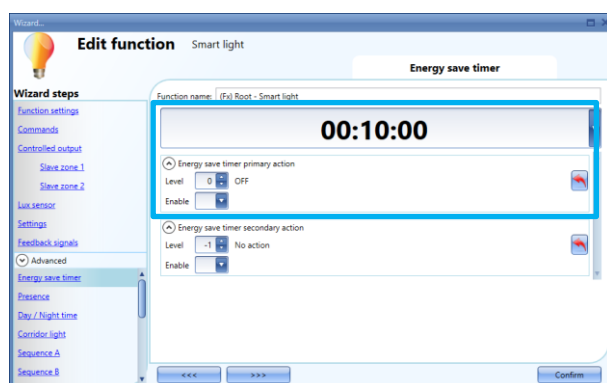 Wizard...
Edit function Smart light
Energy save timer
Wizard steps
Function name: (Fx) Root - Smart light
Function settings
Commands
Controlled output
Slave zone 1
Slave zone 2
Lux sensor
Settings
Feedback signals
Advanced
Energy save timer
Presence
Day / Night time
Corridor light
Sequence A
Sequence B
00:10:00
Energy save timer primary action
Level 0 OFF
Enable
Energy save timer secondary action
Level -1 No action
Enable
<<< >>> Confirm